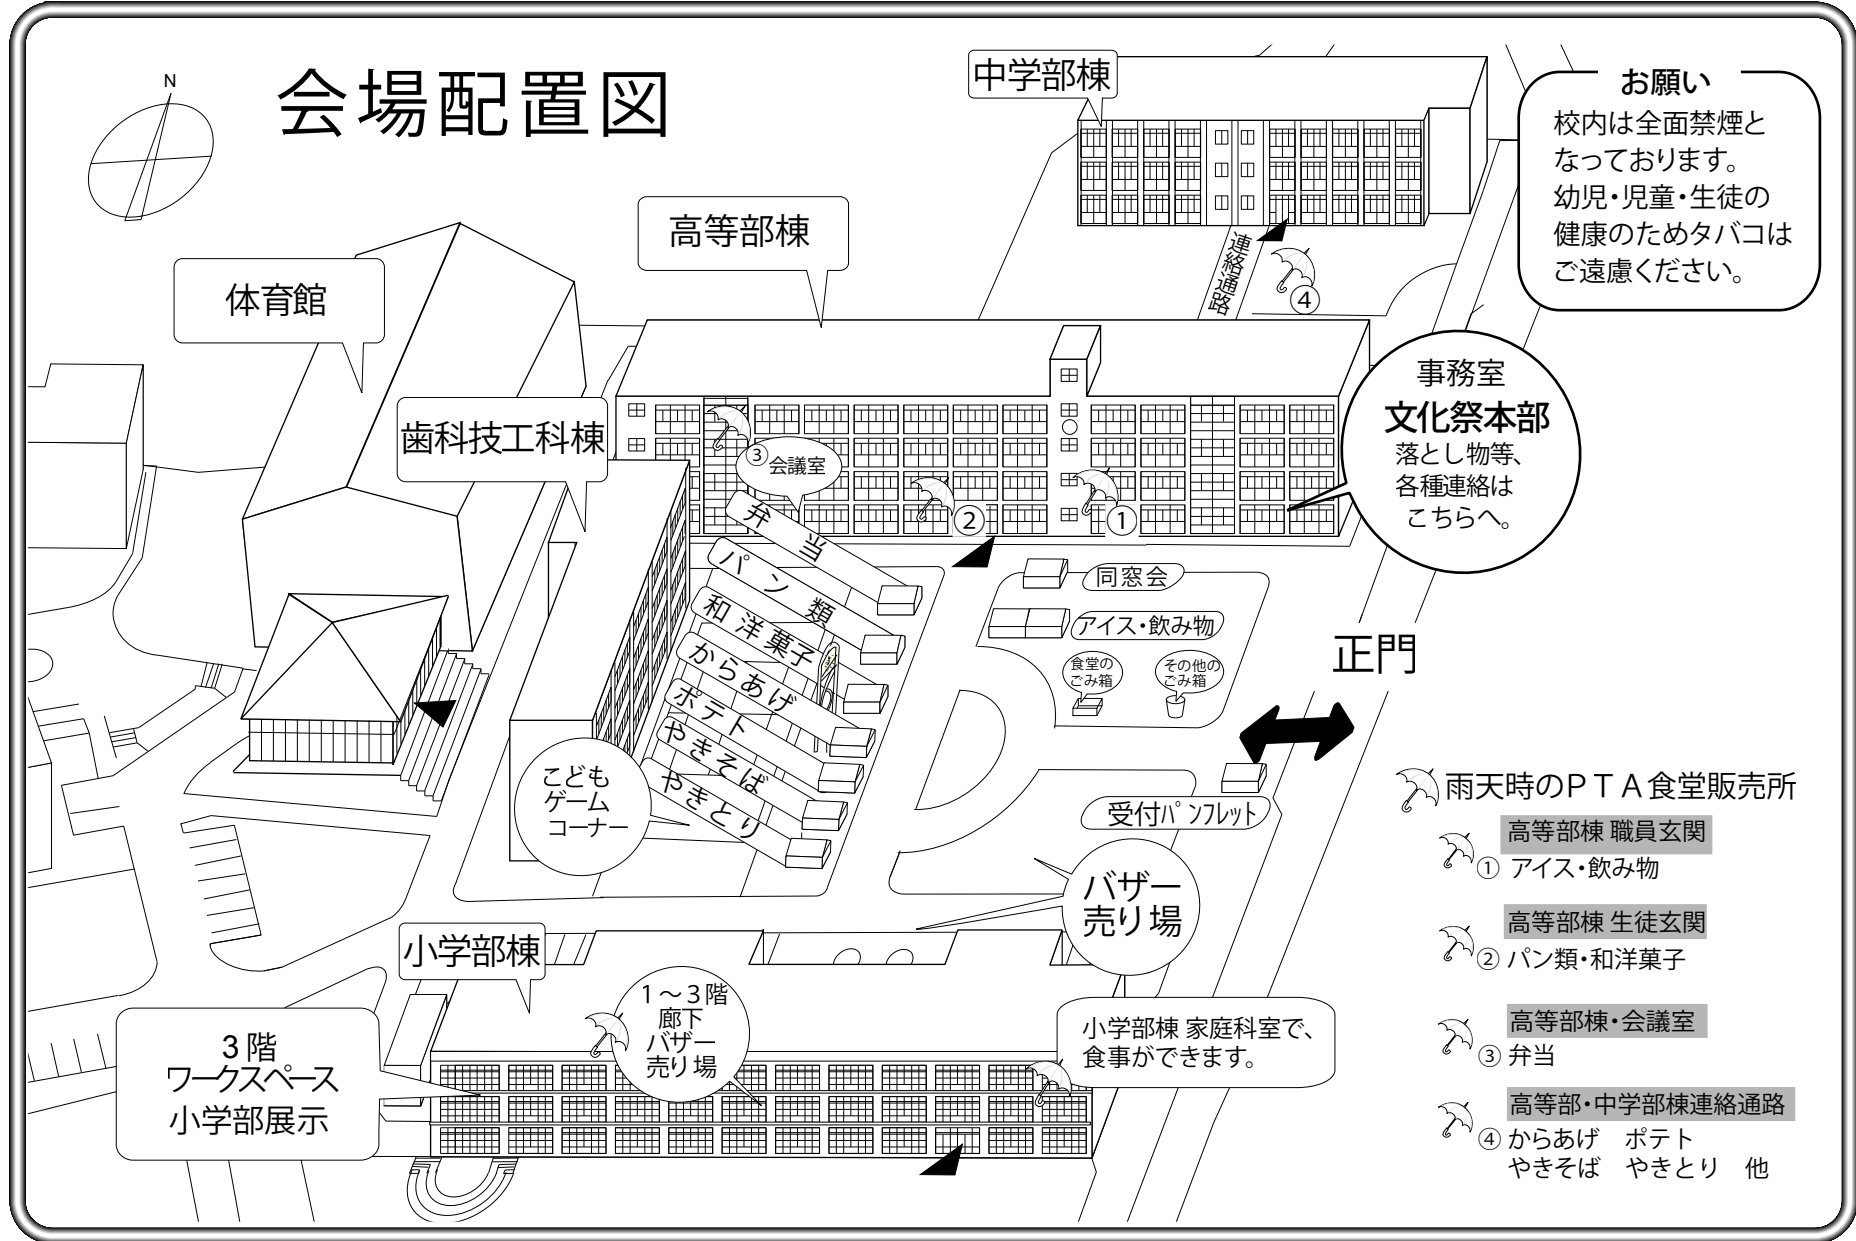 N
会場配置図
中学部棟
お願い
校内は全面禁煙と
なっております。
幼児・児童・生徒の
健康のためタバコは
ご遠慮ください。
高等部棟
体育館
連絡通路
④
事務室
文化祭本部
落とし物等、
各種連絡は
こちらへ。
歯科技工科棟
③会議室
②
①
弁当
パン類
和洋菓子
からあげ
ポテト
やきそば
やきとり
同窓会
アイス・飲み物
食堂の
ごみ箱
その他の
ごみ箱
正門
こども
ゲーム
コーナー
受付パンフレット
バザー
売り場
雨天時のＰＴＡ食堂販売所
高等部棟 職員玄関
① アイス・飲み物
高等部棟 生徒玄関
② パン類・和洋菓子
高等部棟・会議室
③ 弁当
高等部・中学部棟連絡通路
④ からあげ　ポテト
やきそば　やきとり　他
小学部棟
１～３階
廊下
バザー
売り場
小学部棟 家庭科室で、
食事ができます。
３階
ワークスペース
小学部展示